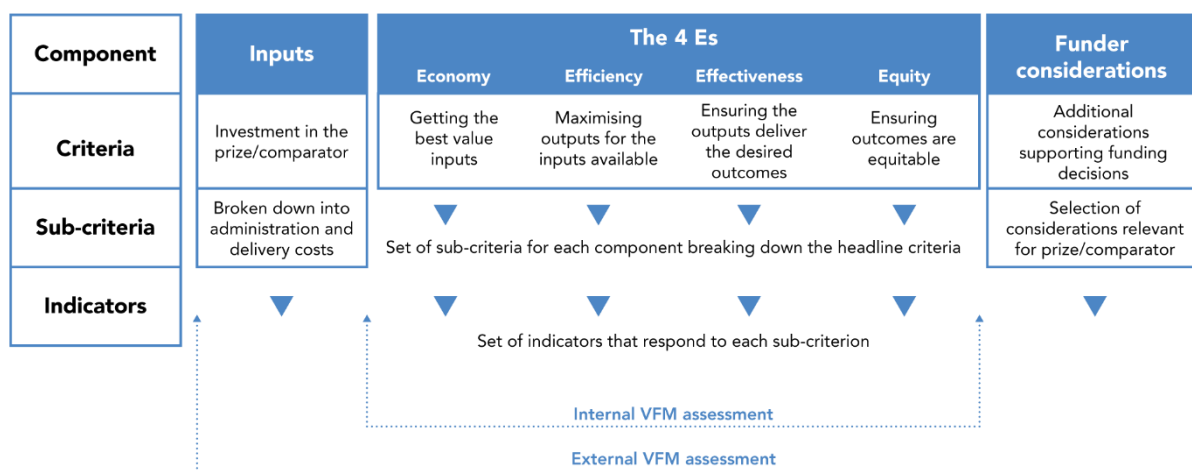 Component
Inputs
The 4 Es
Economy
Efficiency
Effectiveness
Equity
Funder
considerations
Criteria
Investment in the
prize/comparator
Getting the
best value
inputs
Maximising
outputs for the
inputs available
Ensuring the
outputs deliver
the desired
outcomes
Ensuring
outcomes are
equitable
Additional
considerations
supporting funding
decisions
Sub-criteria
Broken down into
administration and
delivery costs
Set of sub-criteria for each component breaking down the headline criteria
Selection of
considerations relevant
for prize/comparator
Indicators
Set of indicators that respond to each sub-criterion
Internal VFM assessment
External VFM assessment